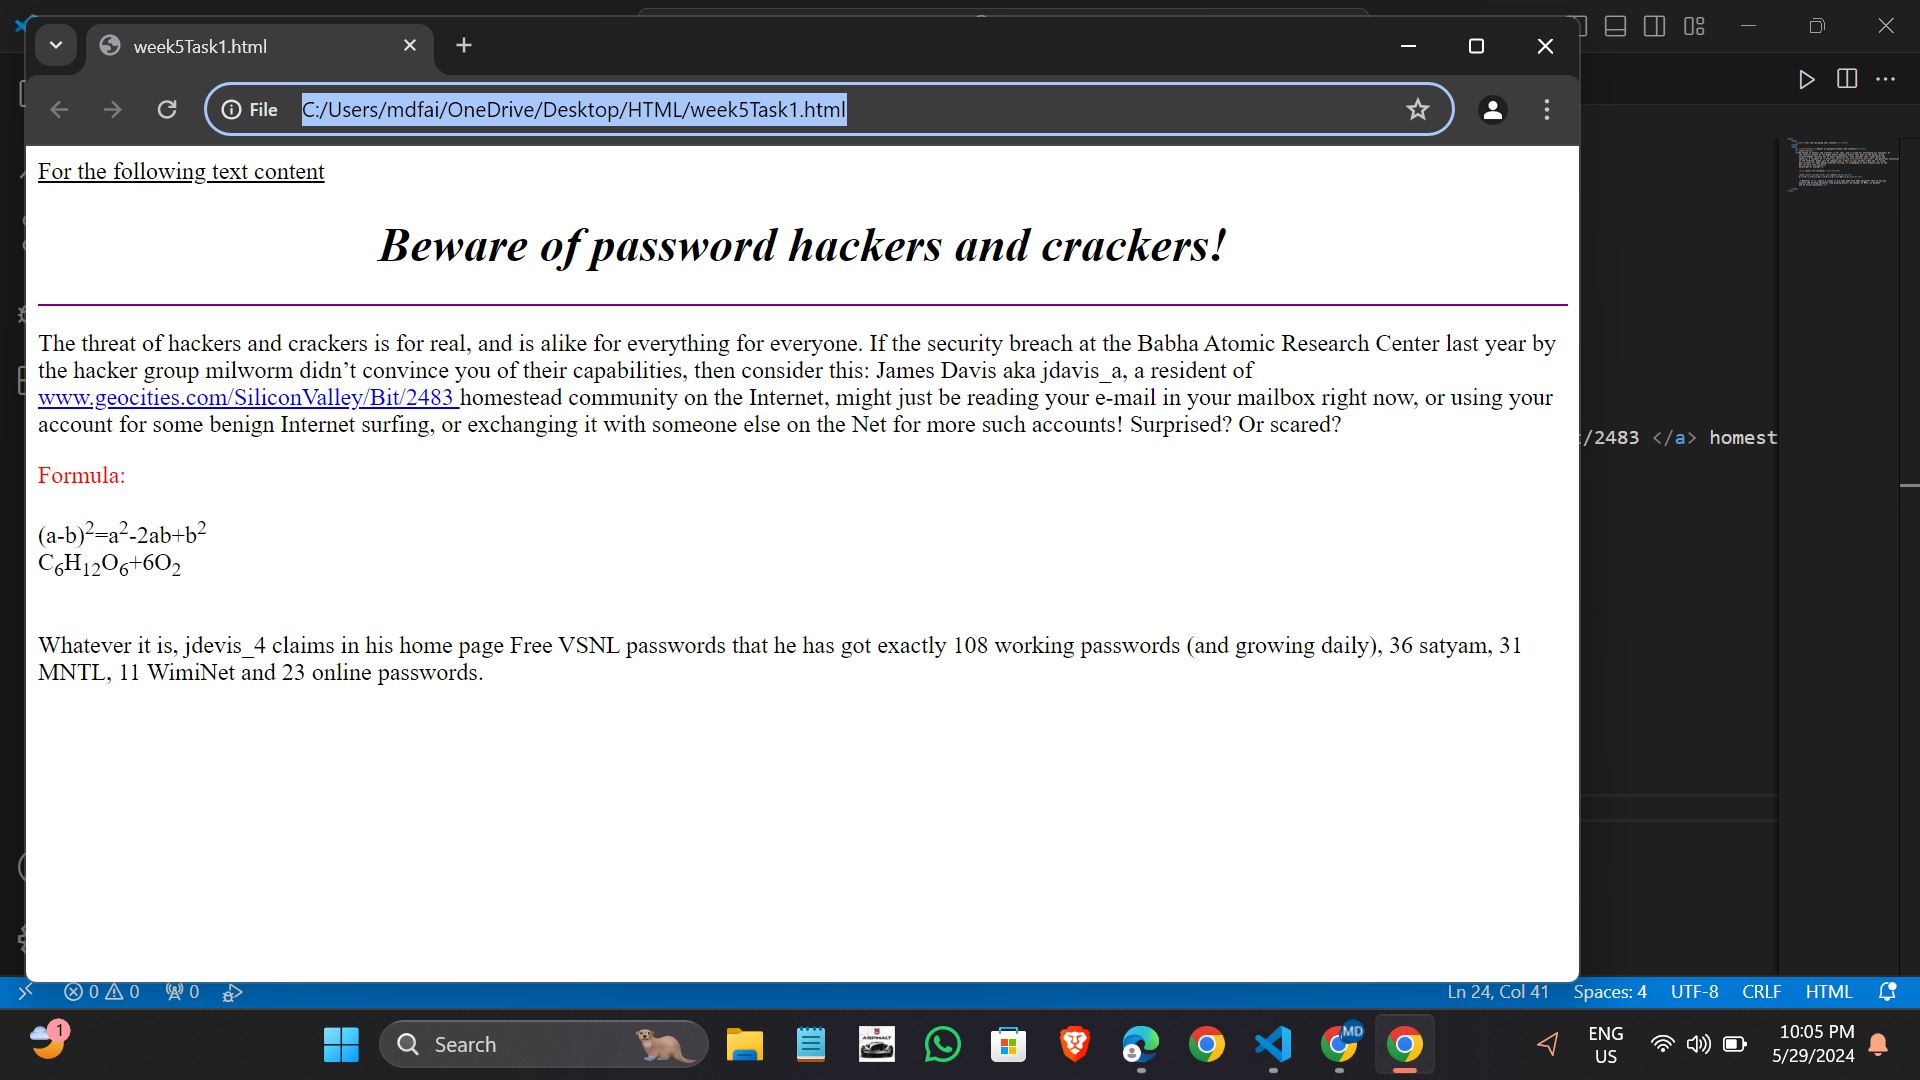 week5Task1.html
File C:/Users/mdfai/OneDrive/Desktop/HTML/week5Task1.html
For the following text content
Beware of password hackers and crackers!
The threat of hackers and crackers is for real, and is alike for everything for everyone. If the security breach at the Babha Atomic Research Center last year by
the hacker group milworm didn’t convince you of their capabilities, then consider this: James Davis aka jdavis_a, a resident of
www.geocities.com/SiliconValley/Bit/2483 homestead community on the Internet, might just be reading your e-mail in your mailbox right now, or using your
account for some benign Internet surfing, or exchanging it with someone else on the Net for more such accounts! Surprised? Or scared?
/2483 </a> homest
Formula:
(a-b)²=a²-2ab+b²
C₆H₁₂O₆+6O₂
Whatever it is, jdevis_4 claims in his home page Free VSNL passwords that he has got exactly 108 working passwords (and growing daily), 36 satyam, 31
MNTL, 11 WimiNet and 23 online passwords.
0 0 0 Ln 24, Col 41 Spaces: 4 UTF-8 CRLF HTML
1
Search
ASPHALT
MD
ENG
US
10:05 PM
5/29/2024